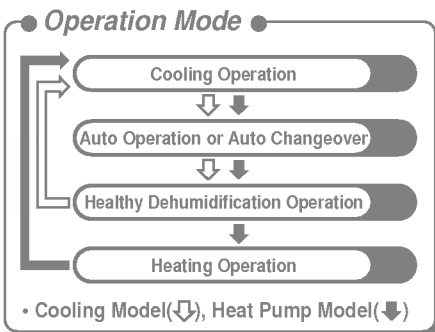 Operation Mode
Cooling Operation
Auto Operation or Auto Changeover
Healthy Dehumidification Operation
Heating Operation
• Cooling Model(⇩), Heat Pump Model(🡇)